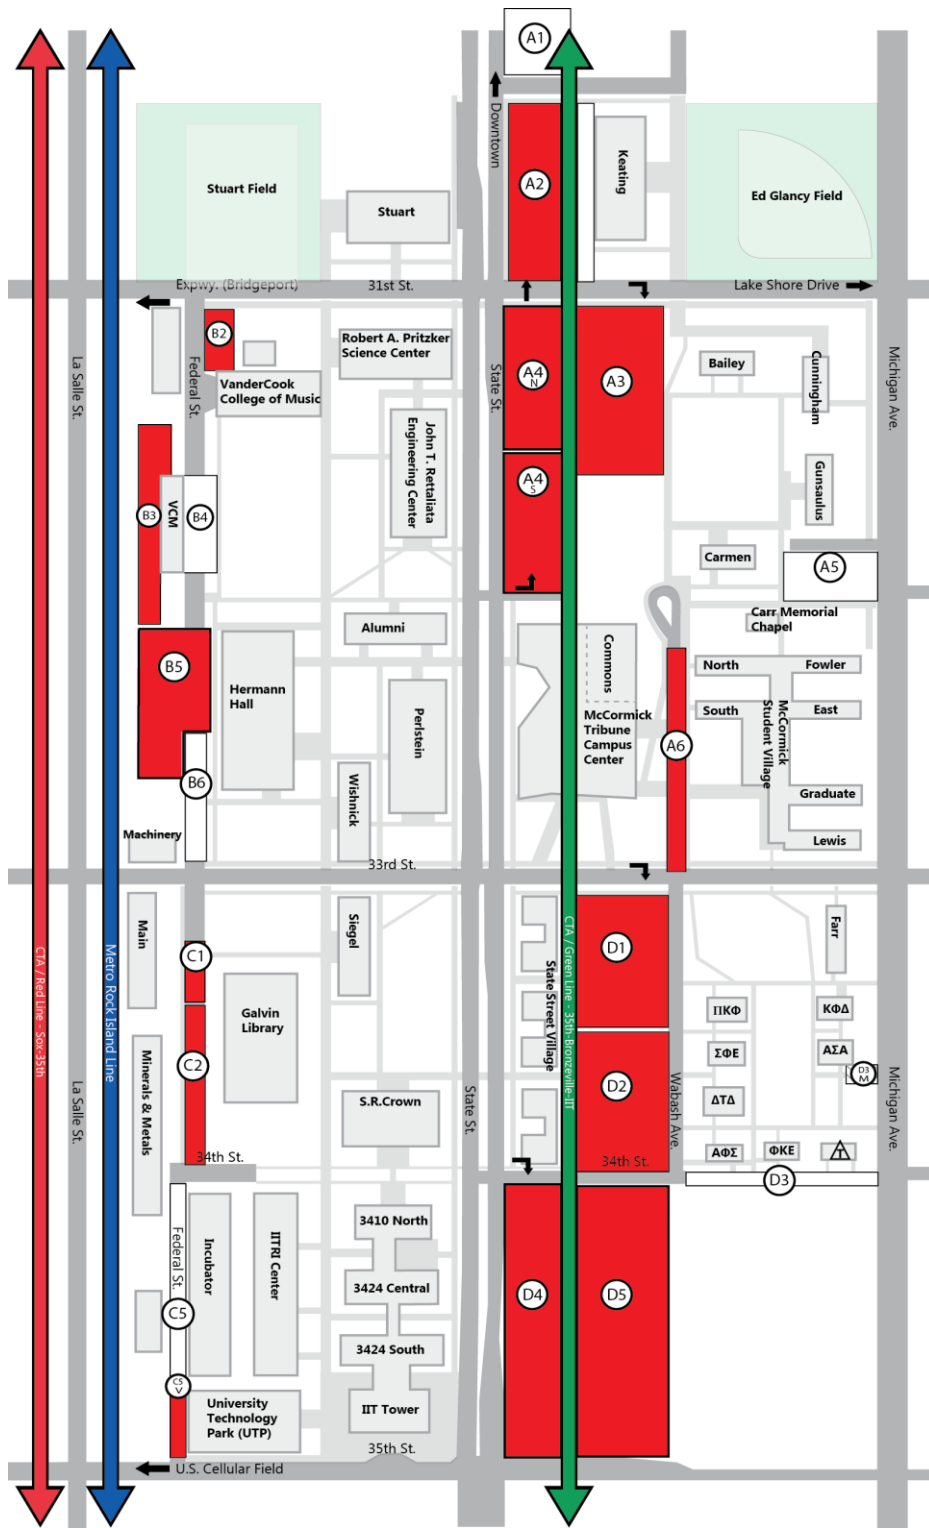 A1
Downtown
A2
Keating
Stuart Field
Stuart
Ed Glancy Field
Expwy. (Bridgeport)
31st St.
Lake Shore Drive
La Salle St.
Federal St.
B2
Robert A. Pritzker
Science Center
VanderCook
College of Music
State St.
A4
N
A3
Bailey
Cunningham
Michigan Ave.
John T. Rettaliata
Engineering Center
A4
S
Gunsaulus
B3
VCM
B4
Carmen
A5
Carr Memorial
Chapel
Alumni
B5
Hermann
Hall
Perlstein
Commons
McCormick
Tribune
Campus
Center
A6
North
Fowler
South
East
McCormick
Student Village
Graduate
Lewis
B6
Wishnick
Machinery
33rd St.
Main
C1
Siegel
Galvin
Library
CTA / Red Line - Sox-35th
Metro Rock Island Line
CTA / Green Line - 35th-Bronzeville-IIT
State Street Village
D1
Farr
ΠΚΦ
ΚΦΔ
ΣΦΕ
ΑΣΑ
D3
M
C2
Minerals & Metals
S.R.Crown
D2
ΔΤΔ
La Salle St.
State St.
Wabash Ave.
Michigan Ave.
34th St.
34th St.
ΑΦΣ
ΦΚΕ
T
D3
Federal St.
Incubator
IITRI Center
3410 North
3424 Central
3424 South
IIT Tower
C5
C5
V
D4
D5
University
Technology
Park (UTP)
35th St.
U.S. Cellular Field